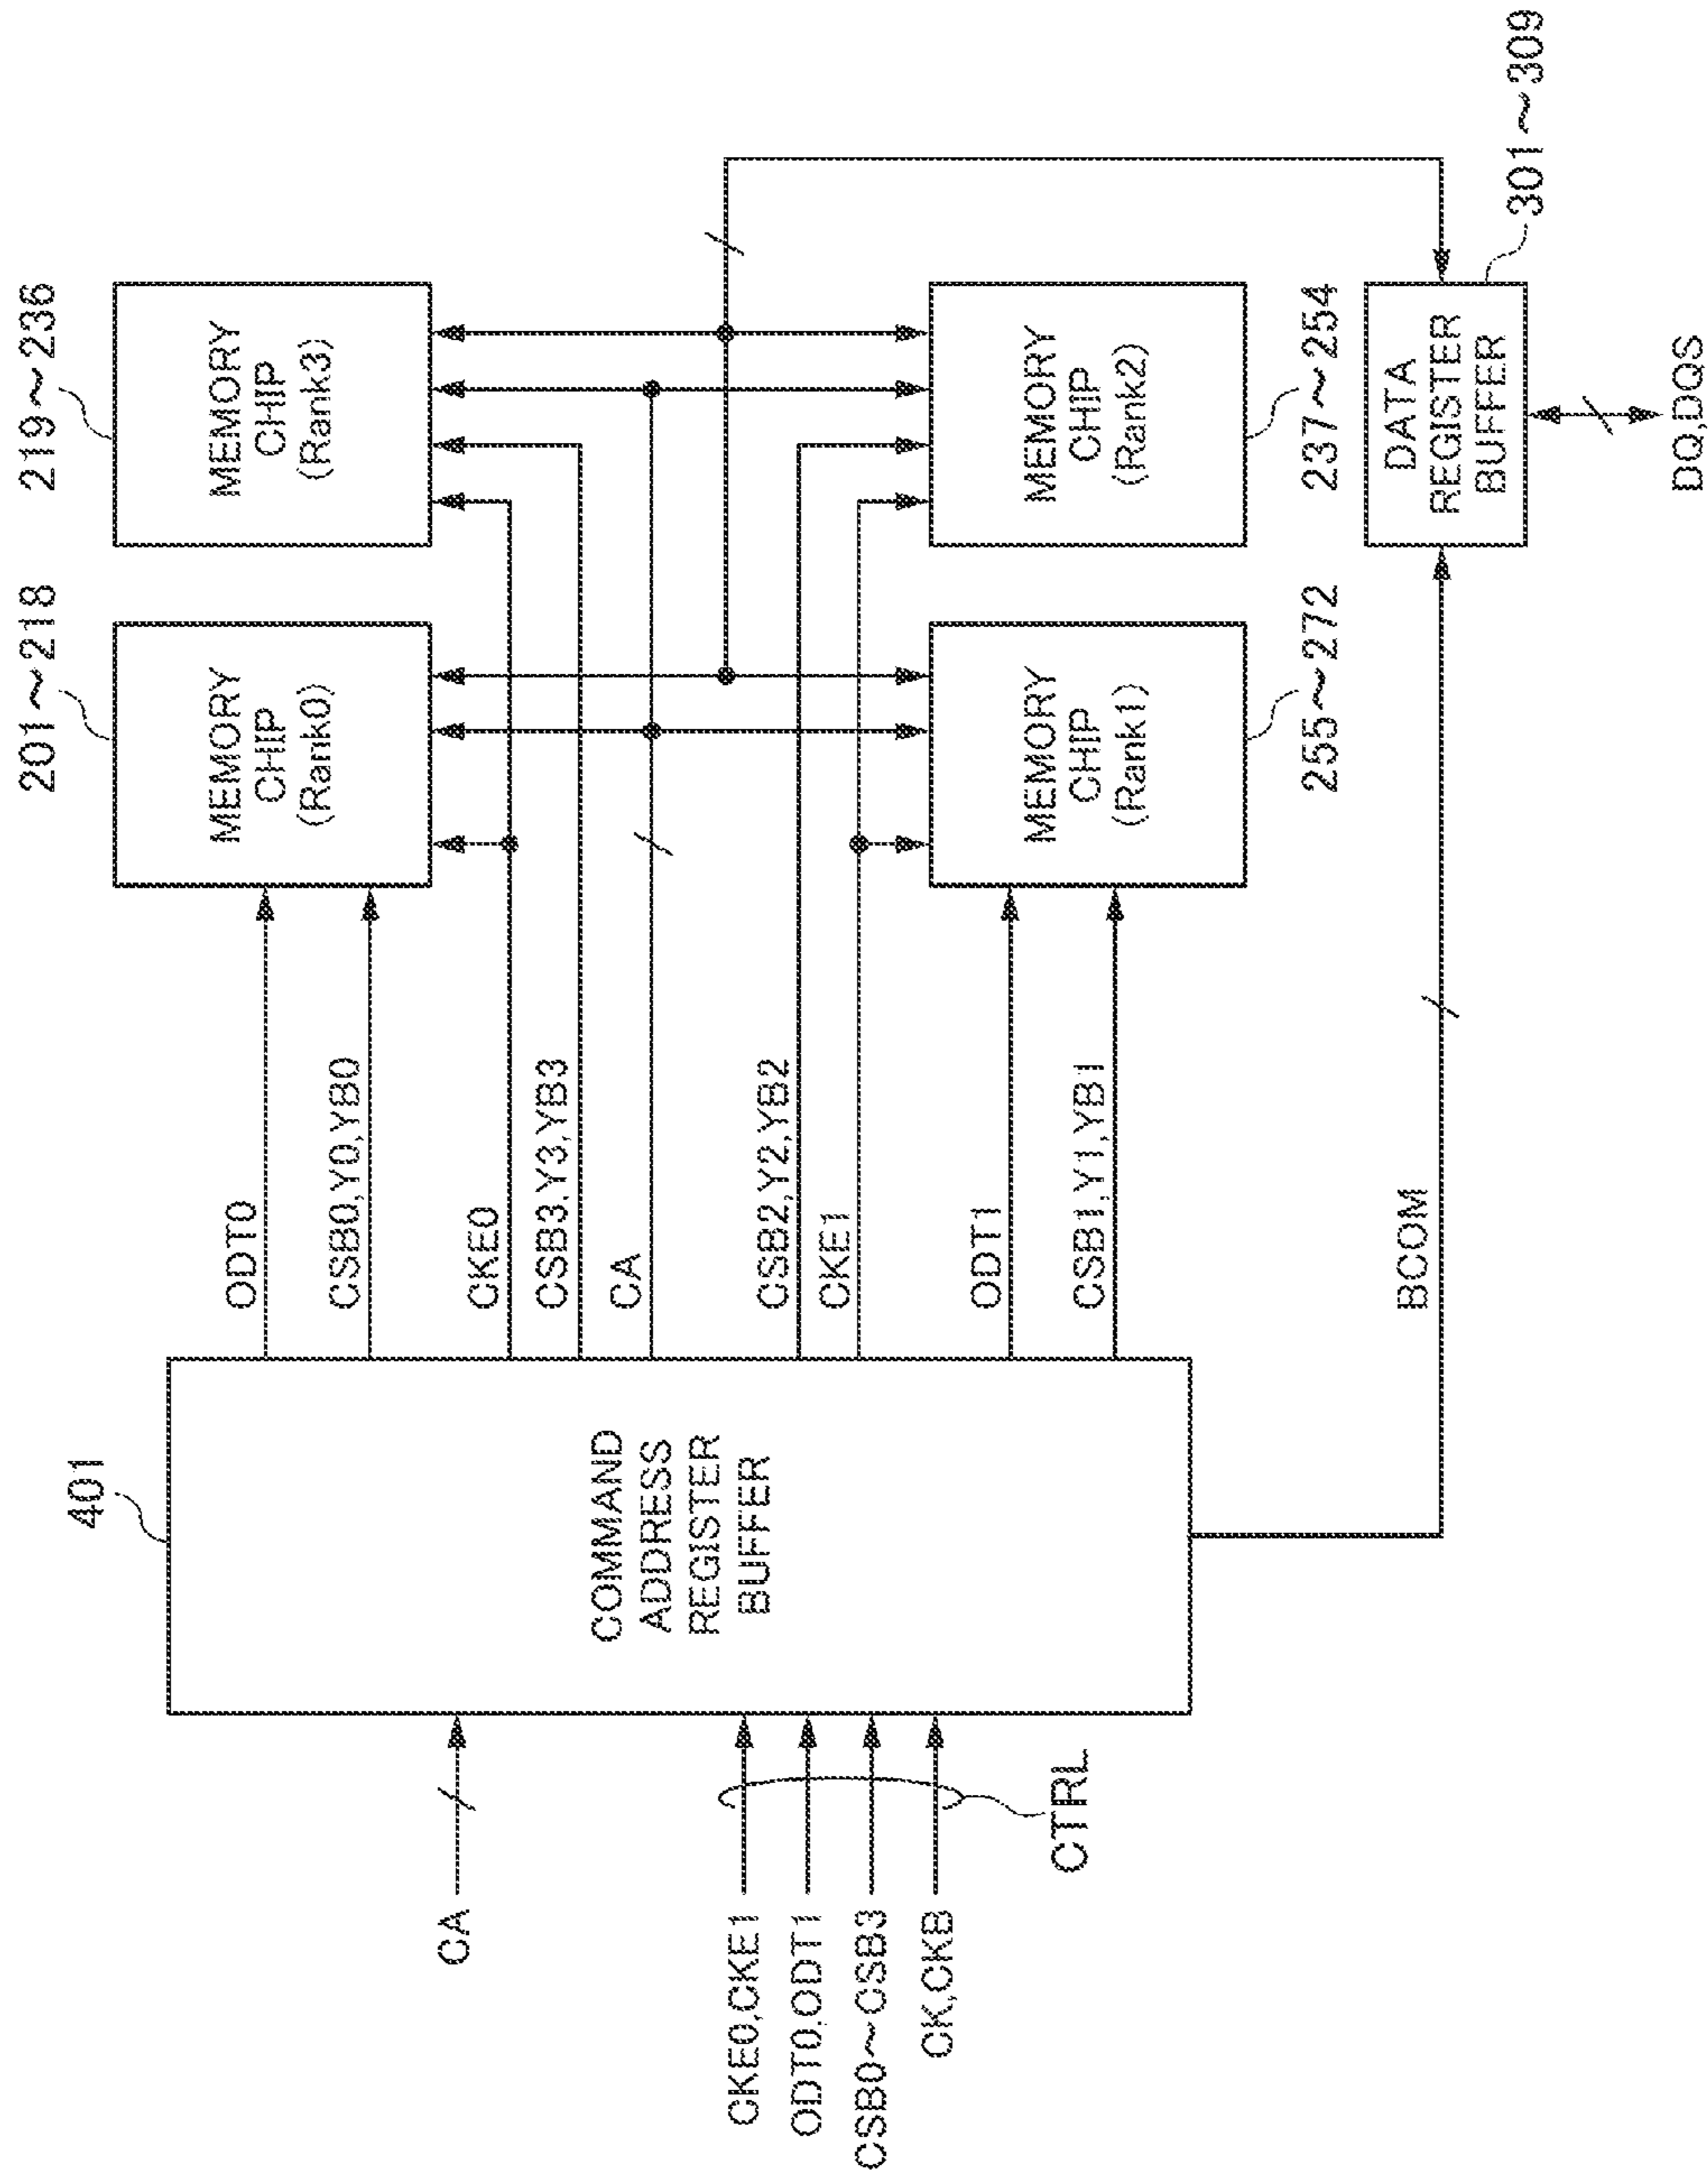 201～218
219～236
MEMORY
CHIP
(Rank0)
MEMORY
CHIP
(Rank3)
401
ODT0
CSB0,Y0,YB0
CKE0
CSB3,Y3,YB3
CA
CSB2,Y2,YB2
CKE1
ODT1
CSB1,Y1,YB1
COMMAND
ADDRESS
REGISTER
BUFFER
CA
CKE0,CKE1
ODT0,ODT1
CSB0～CSB3
CK,CKB
CTRL
MEMORY
CHIP
(Rank1)
MEMORY
CHIP
(Rank2)
255～272
237～254
BCOM
DATA
REGISTER
BUFFER
301～309
DQ,DQS